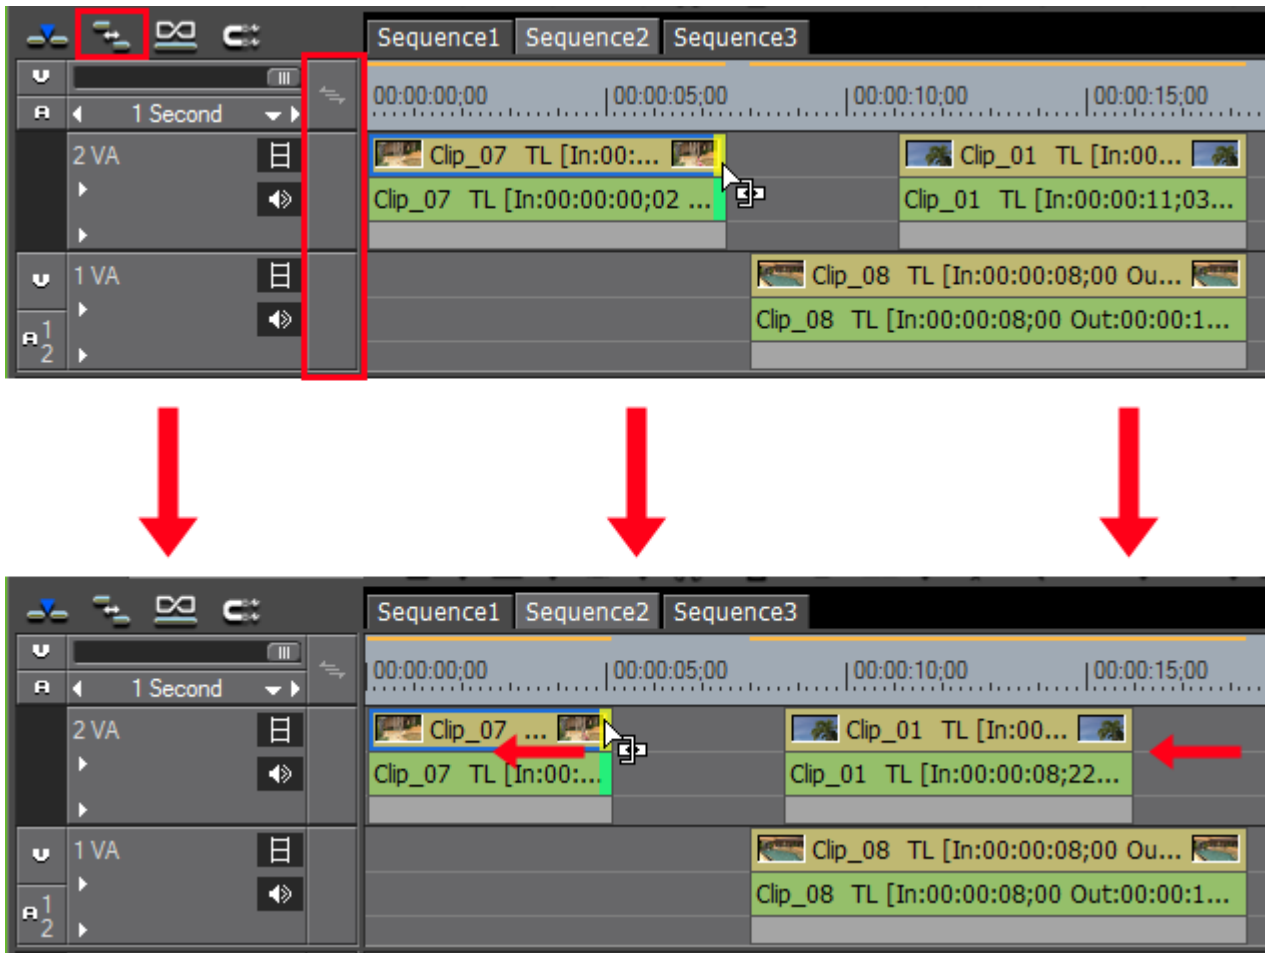 Sequence1 Sequence2 Sequence3
V
A 1 Second
00:00:00;00 00:00:05;00 00:00:10;00 00:00:15;00
2 VA
Clip_07 TL [In:00:... Clip_01 TL [In:00...
Clip_07 TL [In:00:00:00;02 ... Clip_01 TL [In:00:00:11;03...
V 1 VA
Clip_08 TL [In:00:00:08;00 Ou...
A 1 2
Clip_08 TL [In:00:00:08;00 Out:00:00:1...
Sequence1 Sequence2 Sequence3
V
A 1 Second
00:00:00;00 00:00:05;00 00:00:10;00 00:00:15;00
2 VA
Clip_07 ... Clip_01 TL [In:00...
Clip_07 TL [In:00:... Clip_01 TL [In:00:00:08;22...
V 1 VA
Clip_08 TL [In:00:00:08;00 Ou...
A 1 2
Clip_08 TL [In:00:00:08;00 Out:00:00:1...